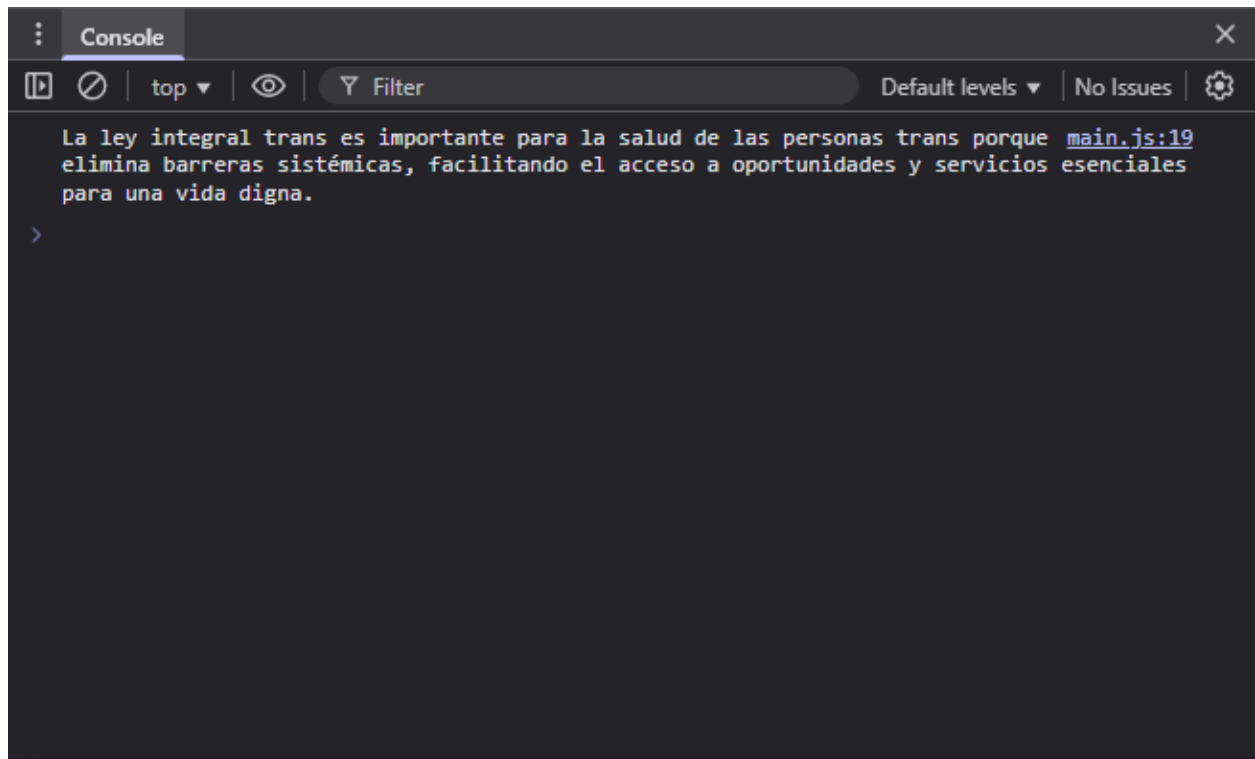 Console
top ▼ Filter Default levels ▼ No Issues
La ley integral trans es importante para la salud de las personas trans porque main.js:19
elimina barreras sistémicas, facilitando el acceso a oportunidades y servicios esenciales
para una vida digna.
>